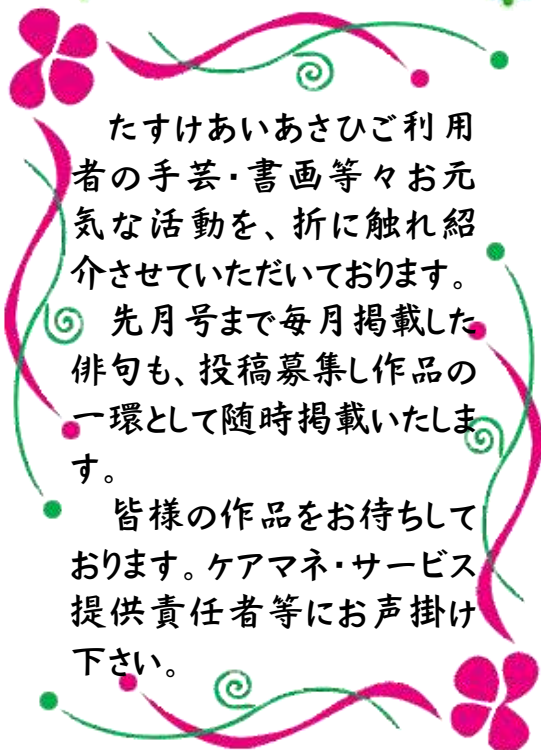 たすけあいあさひご利用
者の手芸・書画等々お元
気な活動を、折に触れ紹
介させていただいております。
　先月号まで毎月掲載した
俳句も、投稿募集し作品の
一環として随時掲載いたしま
す。
　皆様の作品をお待ちして
おります。ケアマネ・サービス
提供責任者等にお声掛け
下さい。